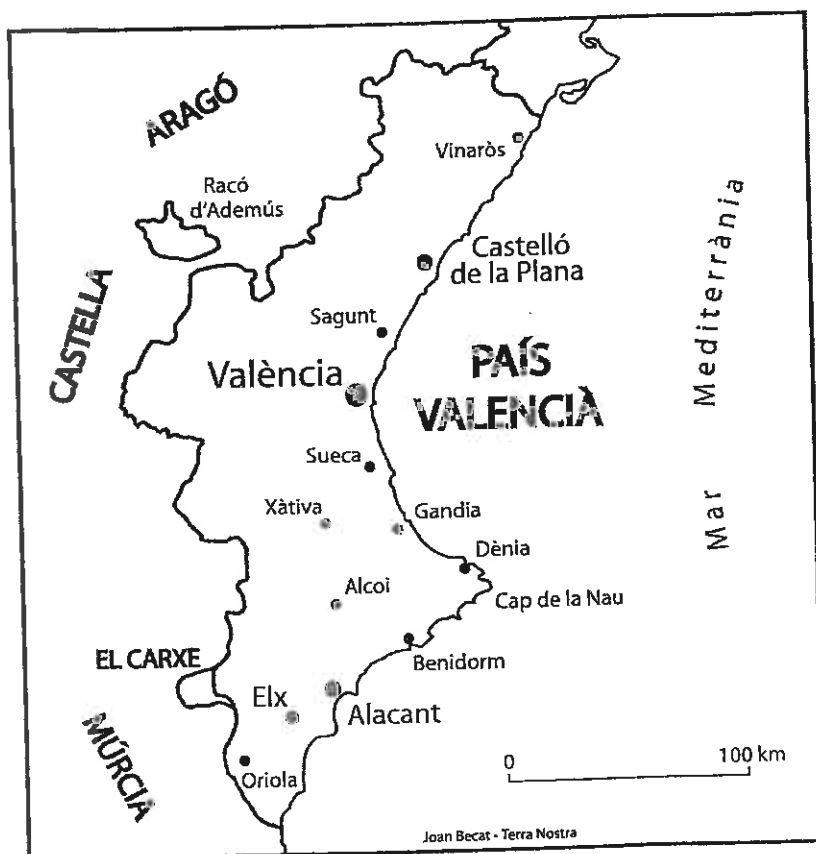 ARAGÓ
Vinaròs
Racó
d'Ademús
Castelló
de la Plana
CASTELLA
Mar Mediterrània
Sagunt
València
PAÍS
VALENCIÀ
Sueca
Xàtiva
Gandia
Dènia
Alcoi
Cap de la Nau
EL CARXE
Benidorm
Elx
Alacant
MÚRCIA
Oriola
0 100 km
Joan Becat - Terra Nostra